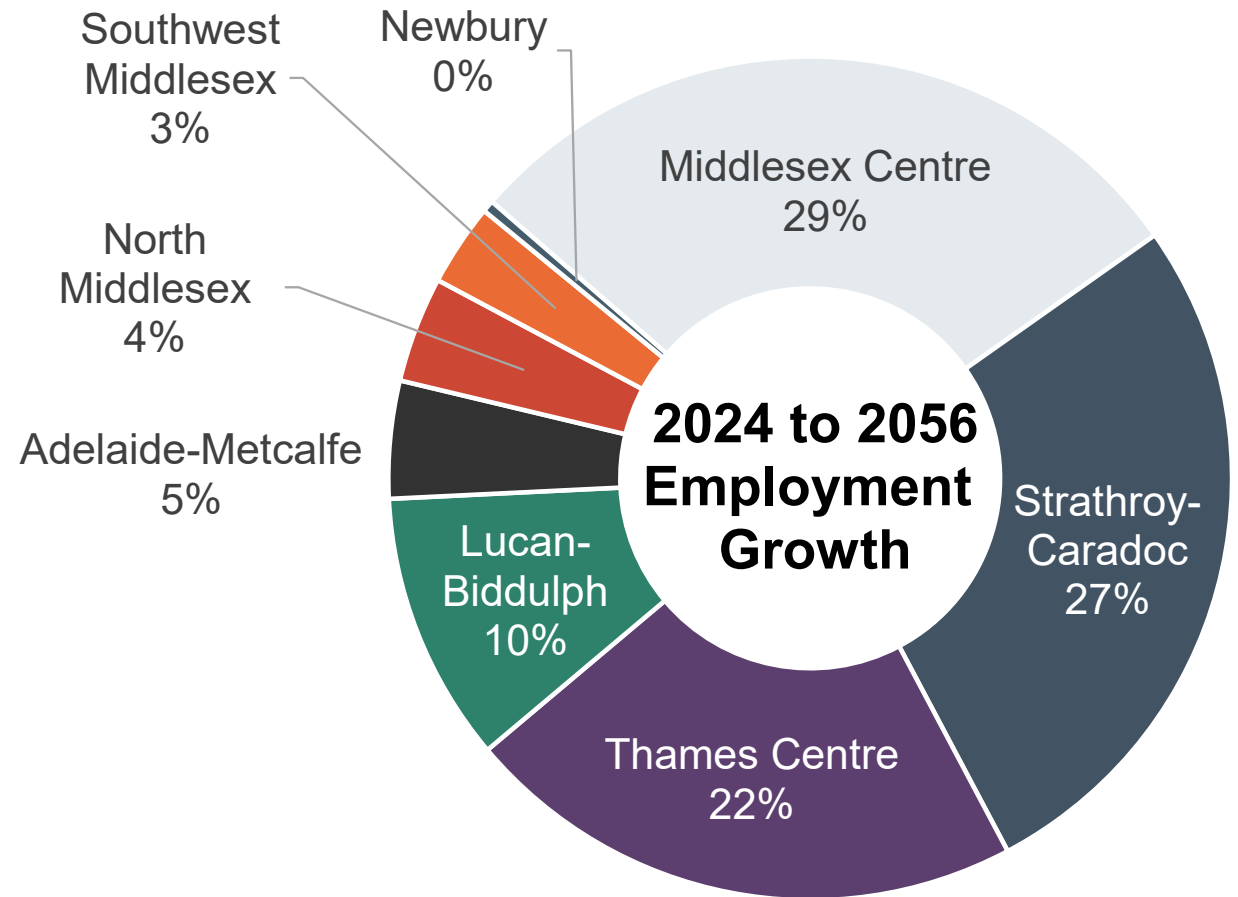 Southwest
Middlesex
3%
Newbury
0%
Middlesex Centre
29%
North
Middlesex
4%
Adelaide-Metcalfe
5%
2024 to 2056
Employment
Growth
Strathroy-
Caradoc
27%
Lucan-
Biddulph
10%
Thames Centre
22%